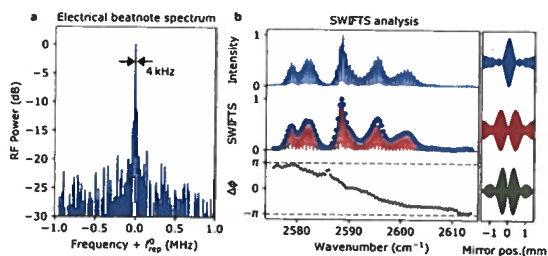 a Electrical beatnote spectrum
0
−5
−10
−15
−20
−25
−30
RF Power (dB)
4 kHz
−1.0 −0.5 0.0 0.5 1.0
Frequency + f⁰rep (MHz)
b SWIFTS analysis
Intensity
1
0
SWIFTS
1
0
Δφ
π
0
−π
2580 2590 2600 2610
Wavenumber (cm⁻¹)
−1 0 1
Mirror pos.(mm